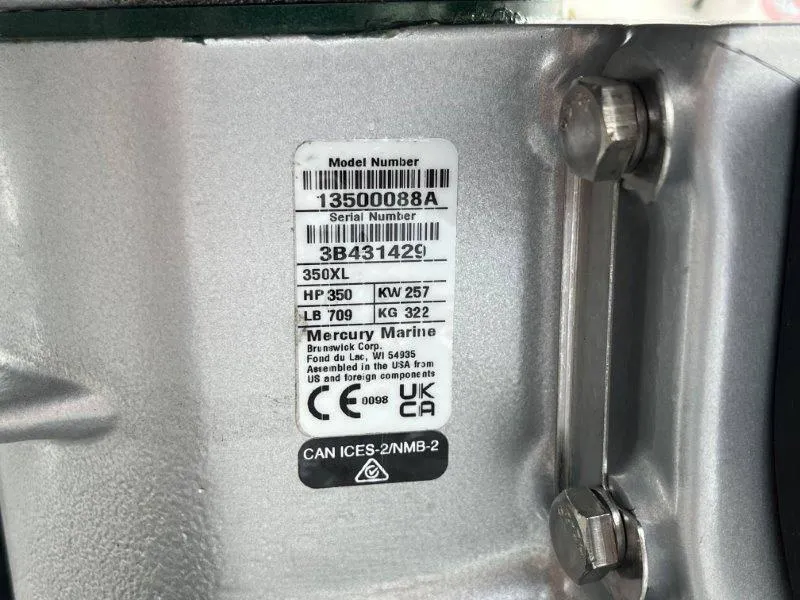 Model Number
13500088A
Serial Number
3B431429
350XL
HP 350 KW 257
LB 709 KG 322
Mercury Marine
Brunswick Corp.
Fond du Lac, WI 54935
Assembled in the USA from
US and foreign components
CE 0098 UK
CA
CAN ICES-2/NMB-2